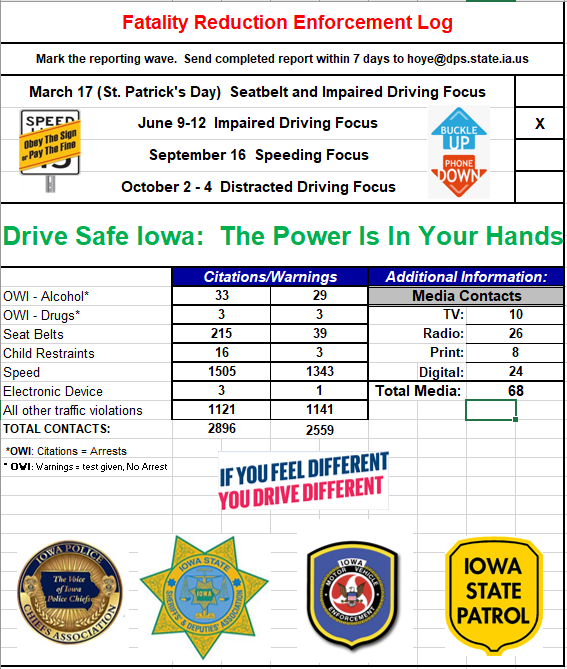 Fatality Reduction Enforcement Log
Mark the reporting wave. Send completed report within 7 days to hoye@dps.state.ia.us
March 17 (St. Patrick's Day) Seatbelt and Impaired Driving Focus
June 9-12 Impaired Driving Focus X
September 16 Speeding Focus
October 2 - 4 Distracted Driving Focus
SPEED
Obey The Sign
or Pay The Fine
BUCKLE
UP
PHONE
DOWN
Drive Safe Iowa: The Power Is In Your Hands
Citations/Warnings Additional Information:
OWI - Alcohol* 33 29 Media Contacts
OWI - Drugs* 3 3 TV: 10
Seat Belts 215 39 Radio: 26
Child Restraints 16 3 Print: 8
Speed 1505 1343 Digital: 24
Electronic Device 3 1 Total Media: 68
All other traffic violations 1121 1141
TOTAL CONTACTS: 2896 2559
*OWI: Citations = Arrests
* OWI: Warnings = test given, No Arrest
IF YOU FEEL DIFFERENT
YOU DRIVE DIFFERENT
IOWA POLICE
The Voice
of Iowa
Police Chiefs
CHIEFS ASSOCIATION
IOWA STATE
SHERIFFS' & DEPUTIES' ASSOCIATION
IOWA
MOTOR VEHICLE
ENFORCEMENT
IOWA
STATE
PATROL